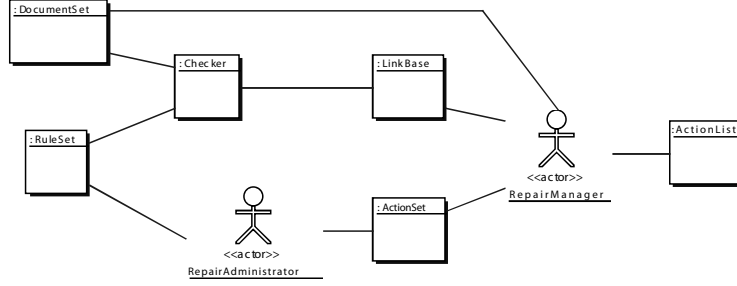 :DocumentSet
:Checker
:LinkBase
:RuleSet
:ActionList
<<actor>>
RepairManager
:ActionSet
<<actor>>
RepairAdministrator